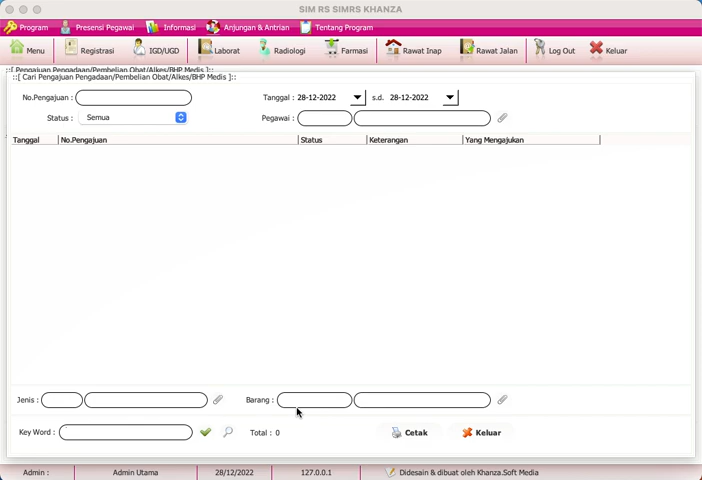 SIM RS SIMRS KHANZA
Program Presensi Pegawai Informasi Anjungan & Antrian Tentang Program
Menu Registrasi IGD/UGD Laborat Radiologi Farmasi Rawat Inap Rawat Jalan Log Out Keluar
::[ Pengajuan Pengadaan/Pembelian Obat/Alkes/BHP Medis ]::
::[ Cari Pengajuan Pengadaan/Pembelian Obat/Alkes/BHP Medis ]::
No.Pengajuan : Tanggal : 28-12-2022 s.d. 28-12-2022
Status : Semua Pegawai :
Tanggal No.Pengajuan Status Keterangan Yang Mengajukan
Jenis : Barang :
Key Word : Total : 0 Cetak Keluar
Admin : Admin Utama 28/12/2022 127.0.0.1 Didesain & dibuat oleh Khanza.Soft Media